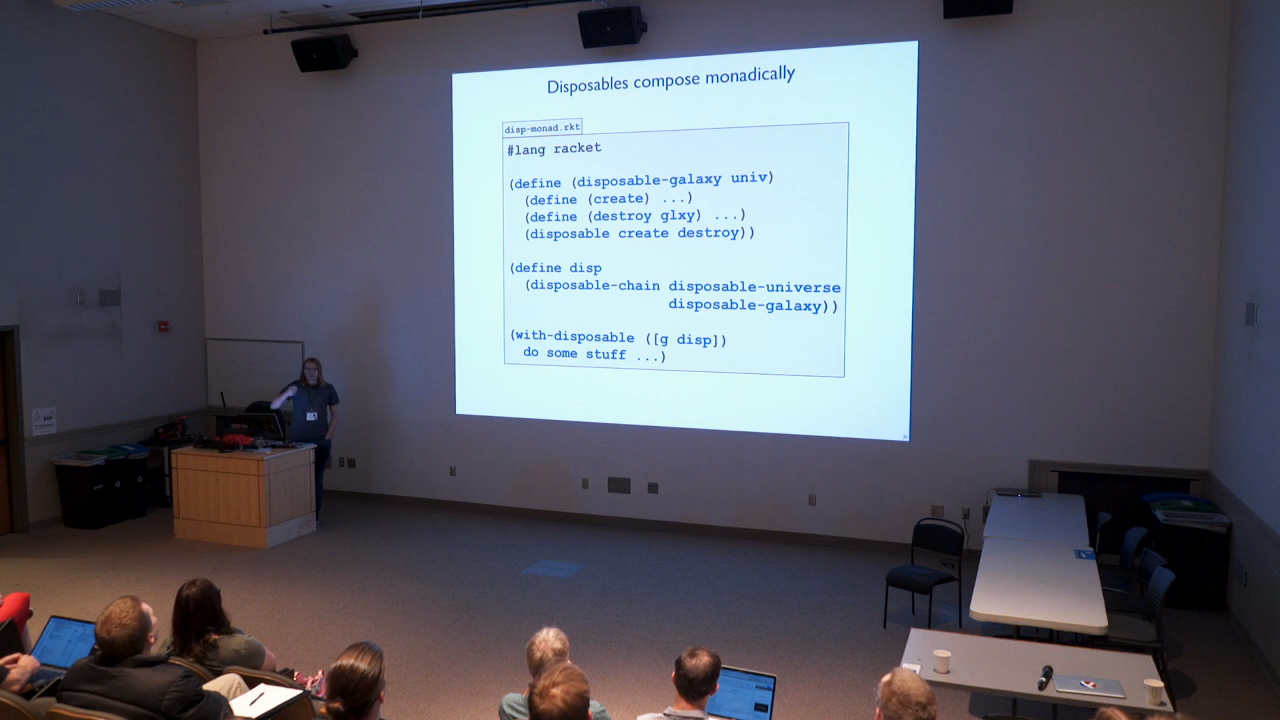 Disposables compose monadically
disp-monad.rkt
#lang racket
(define (disposable-galaxy univ)
(define (create) ...)
(define (destroy glxy) ...)
(disposable create destroy))
(define disp
(disposable-chain disposable-universe
disposable-galaxy))
(with-disposable ([g disp])
do some stuff ...)